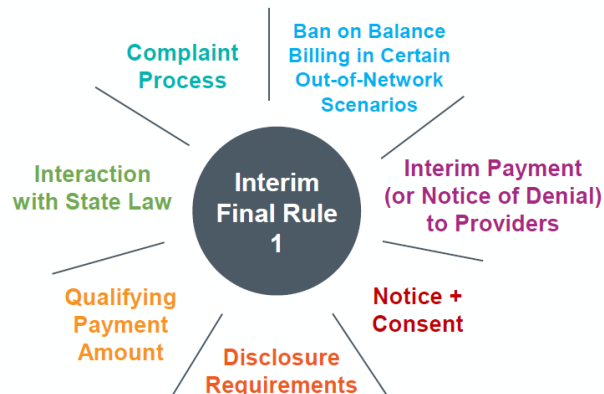 Complaint
Process
Ban on Balance
Billing in Certain
Out-of-Network
Scenarios
Interaction
with State Law
Interim
Final Rule
1
Interim Payment
(or Notice of Denial)
to Providers
Qualifying
Payment
Amount
Notice +
Consent
Disclosure
Requirements